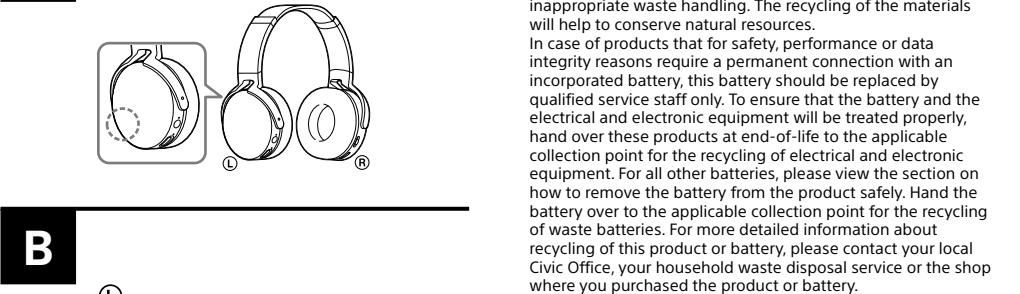 L
R
B
L
inappropriate waste handling. The recycling of the materials
will help to conserve natural resources.
In case of products that for safety, performance or data
integrity reasons require a permanent connection with an
incorporated battery, this battery should be replaced by
qualified service staff only. To ensure that the battery and the
electrical and electronic equipment will be treated properly,
hand over these products at end-of-life to the applicable
collection point for the recycling of electrical and electronic
equipment. For all other batteries, please view the section on
how to remove the battery from the product safely. Hand the
battery over to the applicable collection point for the recycling
of waste batteries. For more detailed information about
recycling of this product or battery, please contact your local
Civic Office, your household waste disposal service or the shop
where you purchased the product or battery.